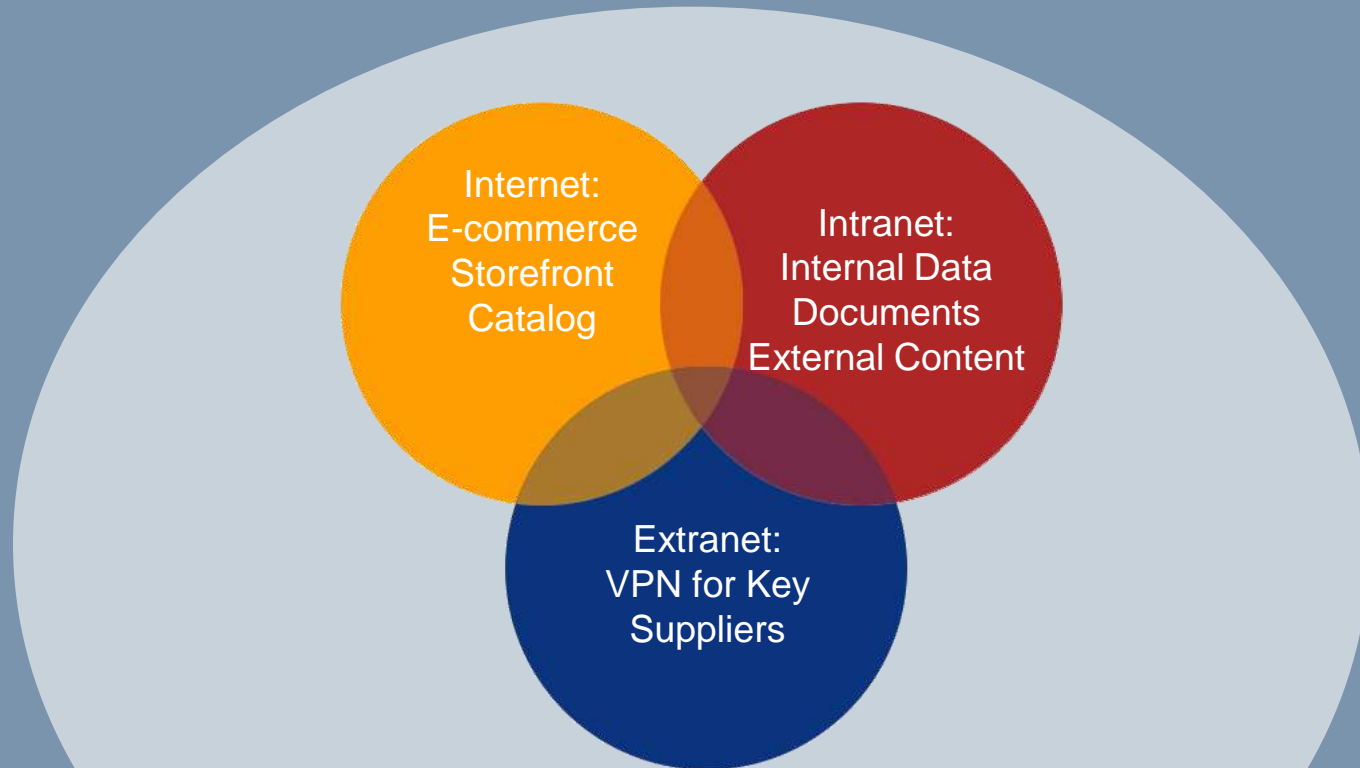 Internet:
E-commerce
Storefront
Catalog
Intranet:
Internal Data
Documents
External Content
Extranet:
VPN for Key
Suppliers